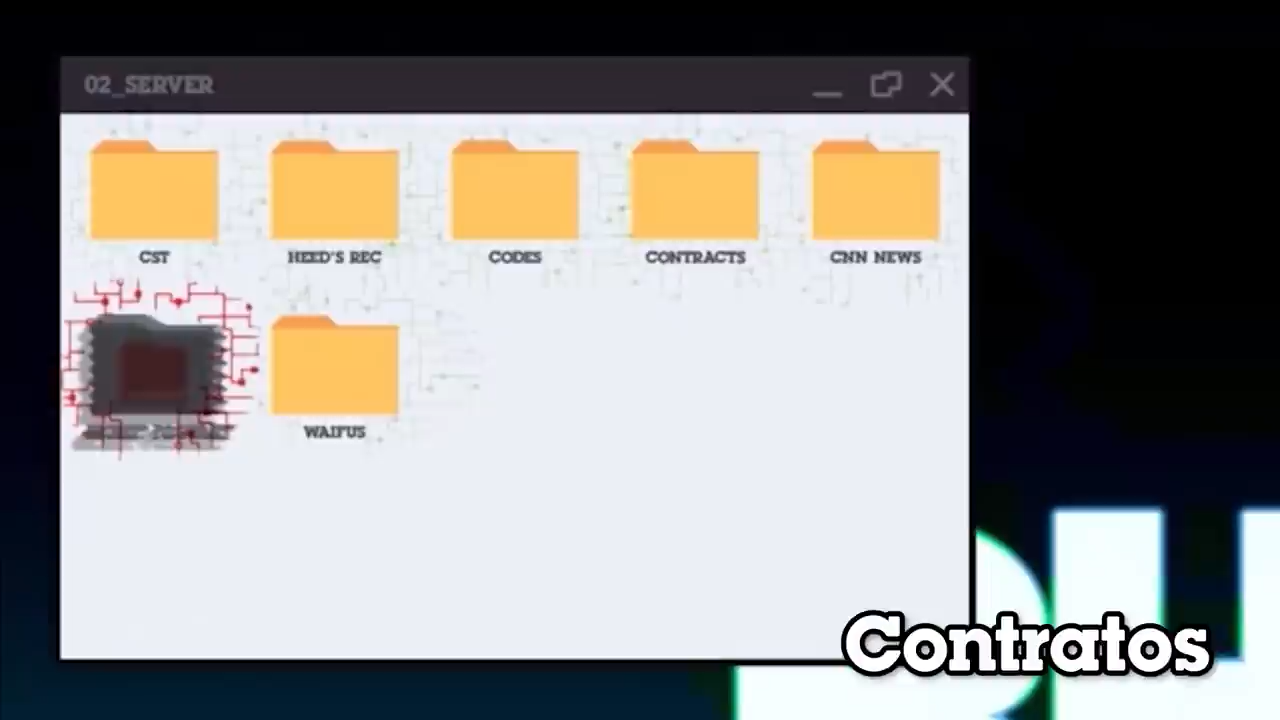 02_SERVER
CST
HEED'S REC
CODES
CONTRACTS
CNN NEWS
WAIFUS
Contratos